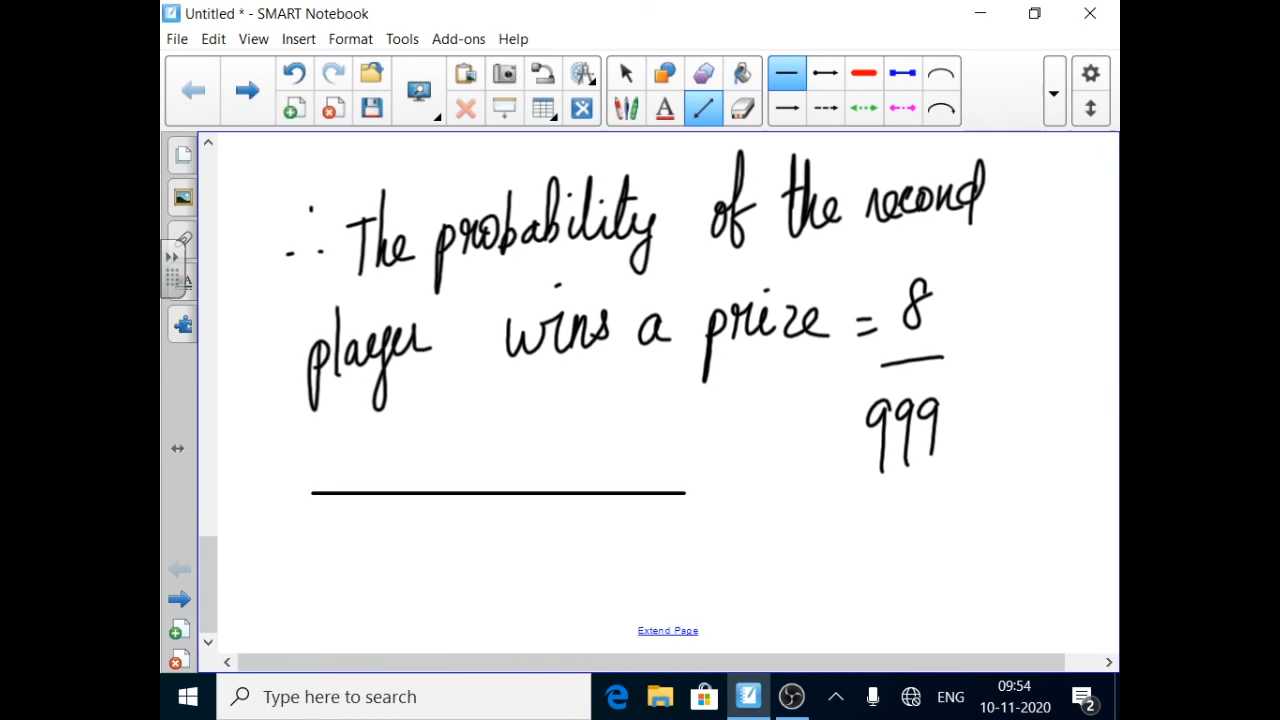 Untitled * - SMART Notebook
File Edit View Insert Format Tools Add-ons Help
∴ The probability of the second
player wins a prize = 8
999
Extend Page
Type here to search
ENG
09:54
10-11-2020
2